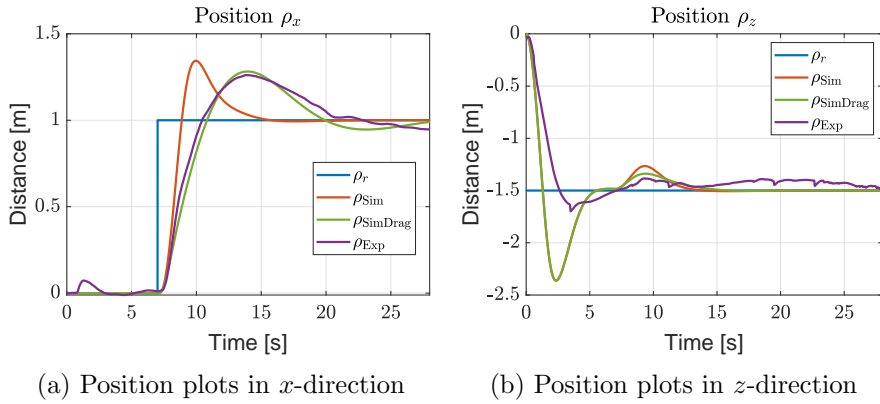 Position ρx
Position ρz
1.5
1
0.5
0
Distance [m]
0
5
10
15
20
25
Time [s]
ρr
ρSim
ρSimDrag
ρExp
0
-0.5
-1
-1.5
-2
-2.5
Distance [m]
0
5
10
15
20
25
Time [s]
ρr
ρSim
ρSimDrag
ρExp
(a) Position plots in x-direction
(b) Position plots in z-direction